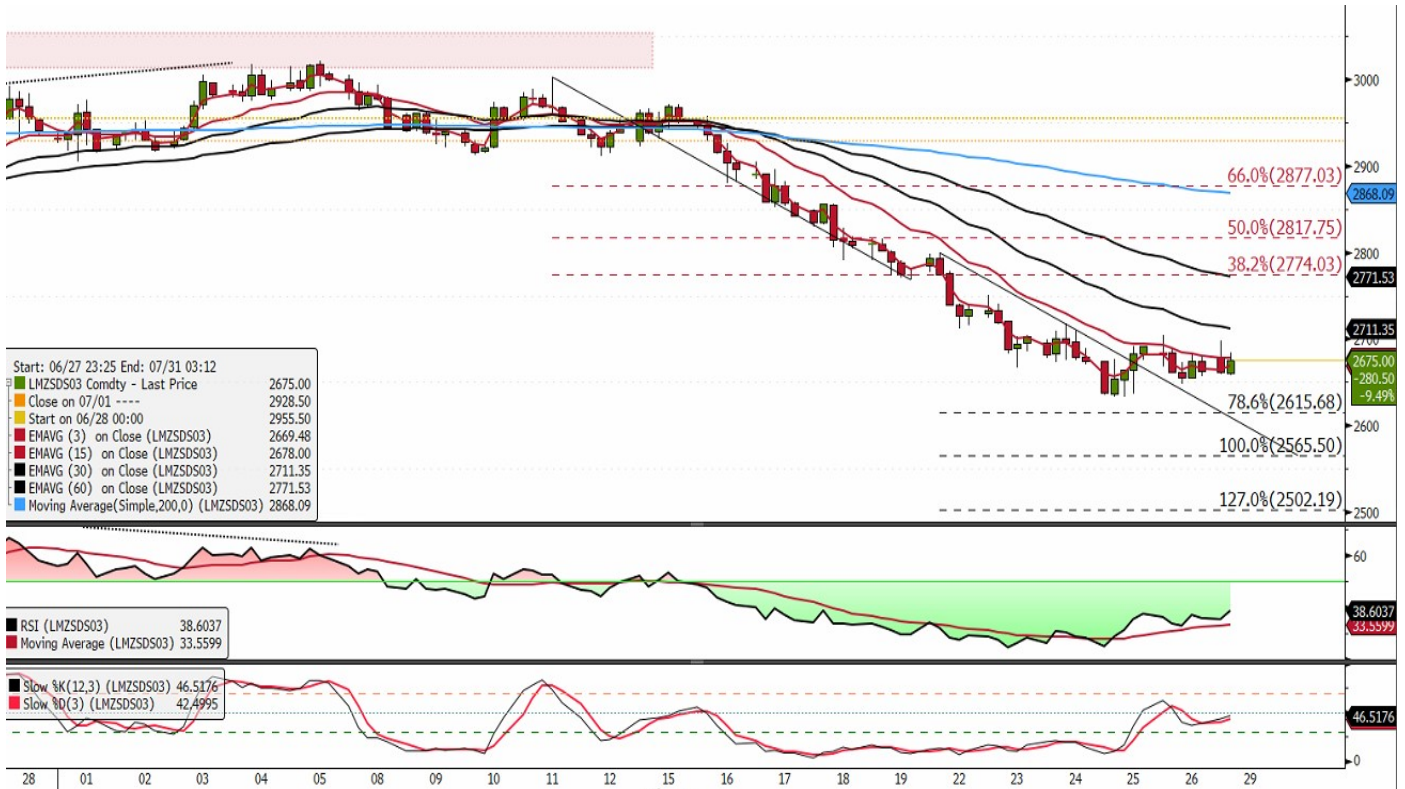 3000
2900
66.0%(2877.03)
2868.09
50.0%(2817.75)
2800
38.2%(2774.03)
2771.53
2711.35
2700
2675.00
-280.50
-9.49%
78.6%(2615.68)
2600
100.0%(2565.50)
127.0%(2502.19)
2500
Start: 06/27 23:25 End: 07/31 03:12
LMZSDS03 Comdty - Last Price 2675.00
Close on 07/01 ---- 2928.50
Start on 06/28 00:00 2955.50
EMAVG (3) on Close (LMZSDS03) 2669.48
EMAVG (15) on Close (LMZSDS03) 2678.00
EMAVG (30) on Close (LMZSDS03) 2711.35
EMAVG (60) on Close (LMZSDS03) 2771.53
Moving Average(Simple,200,0) (LMZSDS03) 2868.09
60
38.6037
33.5599
RSI (LMZSDS03) 38.6037
Moving Average (LMZSDS03) 33.5599
Slow %K(12,3) (LMZSDS03) 46.5176
Slow %D(3) (LMZSDS03) 42.4995
46.5176
0
28 01 02 03 04 05 08 09 10 11 12 15 16 17 18 19 22 23 24 25 26 29